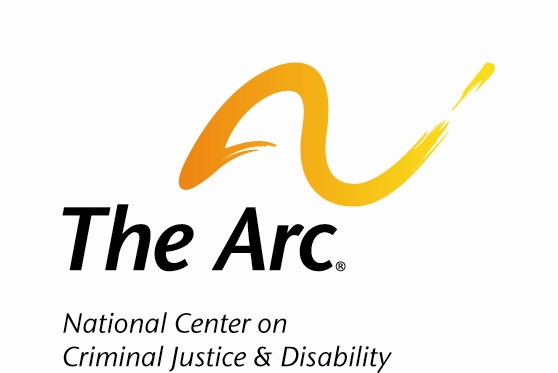 The Arc®
National Center on
Criminal Justice & Disability